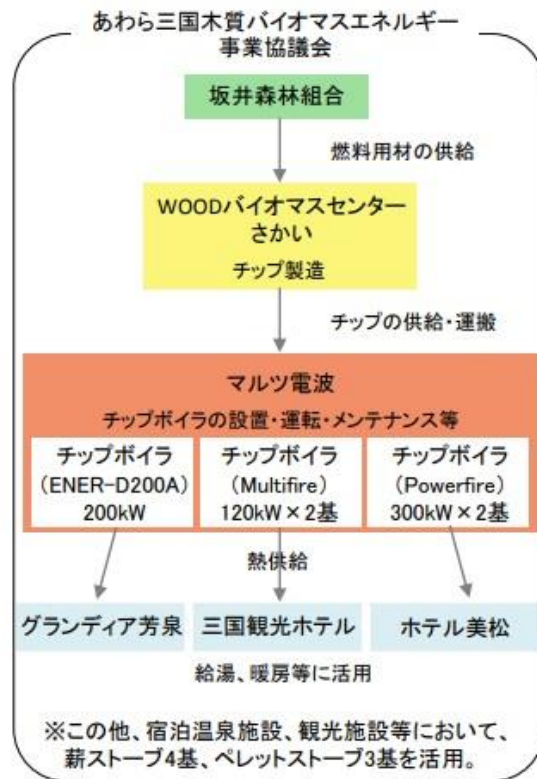 あわら三国木質バイオマスエネルギー
事業協議会
坂井森林組合
燃料用材の供給
WOODバイオマスセンター
さかい
チップ製造
チップの供給・運搬
マルツ電波
チップボイラの設置・運転・メンテナンス等
チップボイラ
(ENER-D200A)
200kW
チップボイラ
(Multifire)
120kW×2基
チップボイラ
(Powerfire)
300kW×2基
熱供給
グランディア芳泉
三国観光ホテル
ホテル美松
給湯、暖房等に活用
※この他、宿泊温泉施設、観光施設等において、
薪ストーブ4基、ペレットストーブ3基を活用。